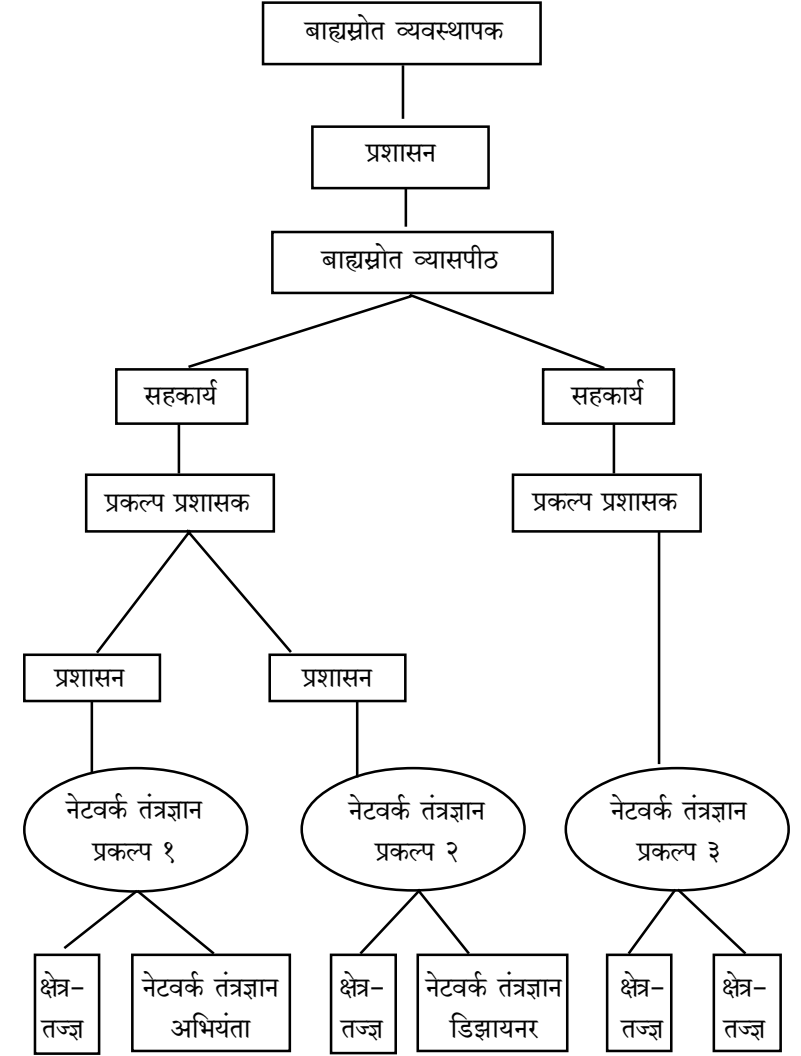 बाह्यस्रोत व्यवस्थापक
प्रशासन
बाह्यस्रोत व्यासपीठ
सहकार्य
सहकार्य
प्रकल्प प्रशासक
प्रकल्प प्रशासक
प्रशासन
प्रशासन
नेटवर्क तंत्रज्ञान
प्रकल्प १
नेटवर्क तंत्रज्ञान
प्रकल्प २
नेटवर्क तंत्रज्ञान
प्रकल्प ३
क्षेत्र-
तज्ज्ञ
नेटवर्क तंत्रज्ञान
अभियंता
क्षेत्र-
तज्ज्ञ
नेटवर्क तंत्रज्ञान
डिझायनर
क्षेत्र-
तज्ज्ञ
क्षेत्र-
तज्ज्ञ